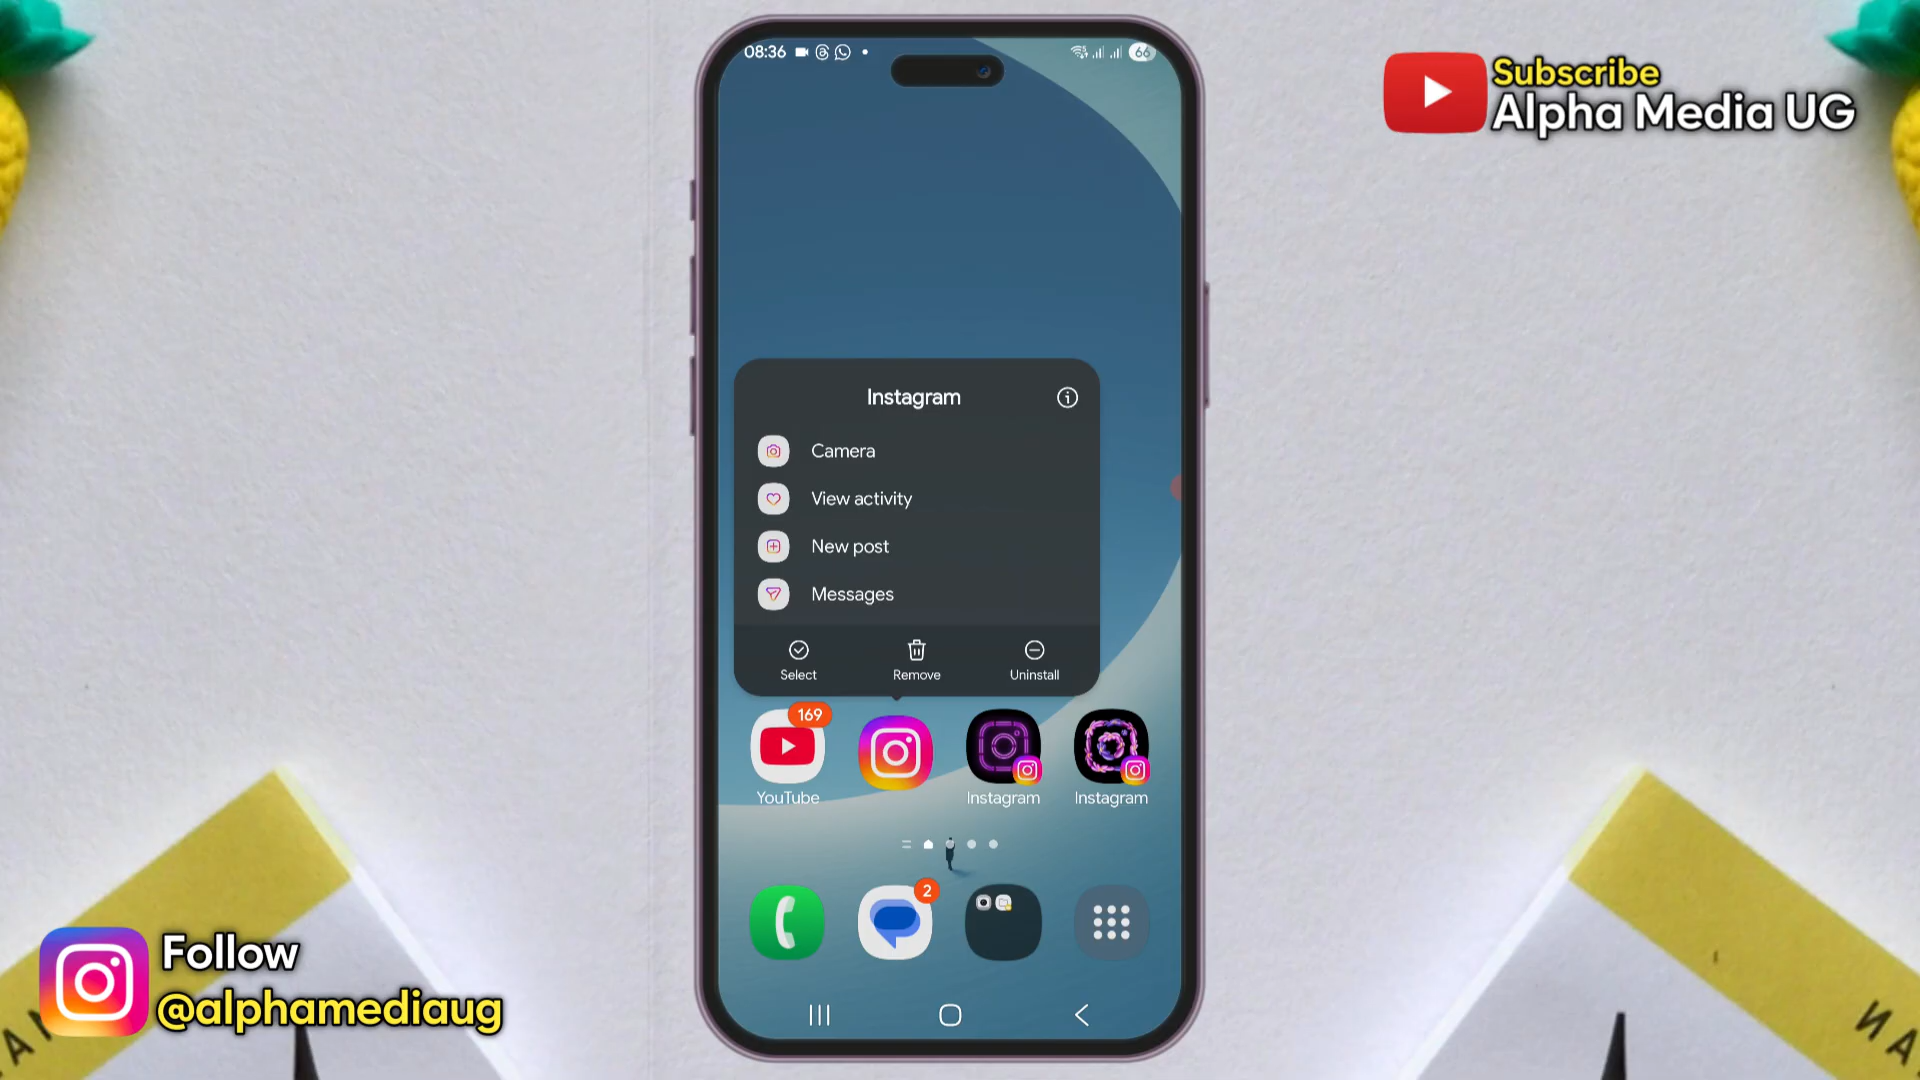 08:36
66
Subscribe
Alpha Media UG
Instagram
Camera
View activity
New post
Messages
Select
Remove
Uninstall
169
YouTube
Instagram
Instagram
2
Follow
@alphamediaug